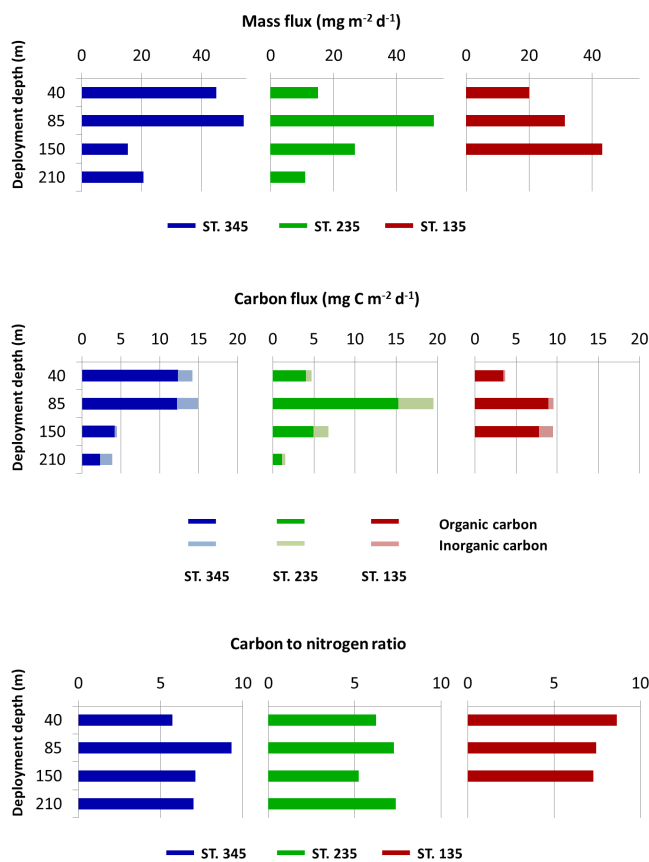 Mass flux (mg m⁻² d⁻¹)
0 20 40 0 20 40 0 20 40
Deployment depth (m)
40
85
150
210
ST. 345 ST. 235 ST. 135
Carbon flux (mg C m⁻² d⁻¹)
0 5 10 15 20 0 5 10 15 20 0 5 10 15 20
Deployment depth (m)
40
85
150
210
Organic carbon
Inorganic carbon
ST. 345 ST. 235 ST. 135
Carbon to nitrogen ratio
0 5 10 0 5 10 0 5 10
Deployment depth (m)
40
85
150
210
ST. 345 ST. 235 ST. 135